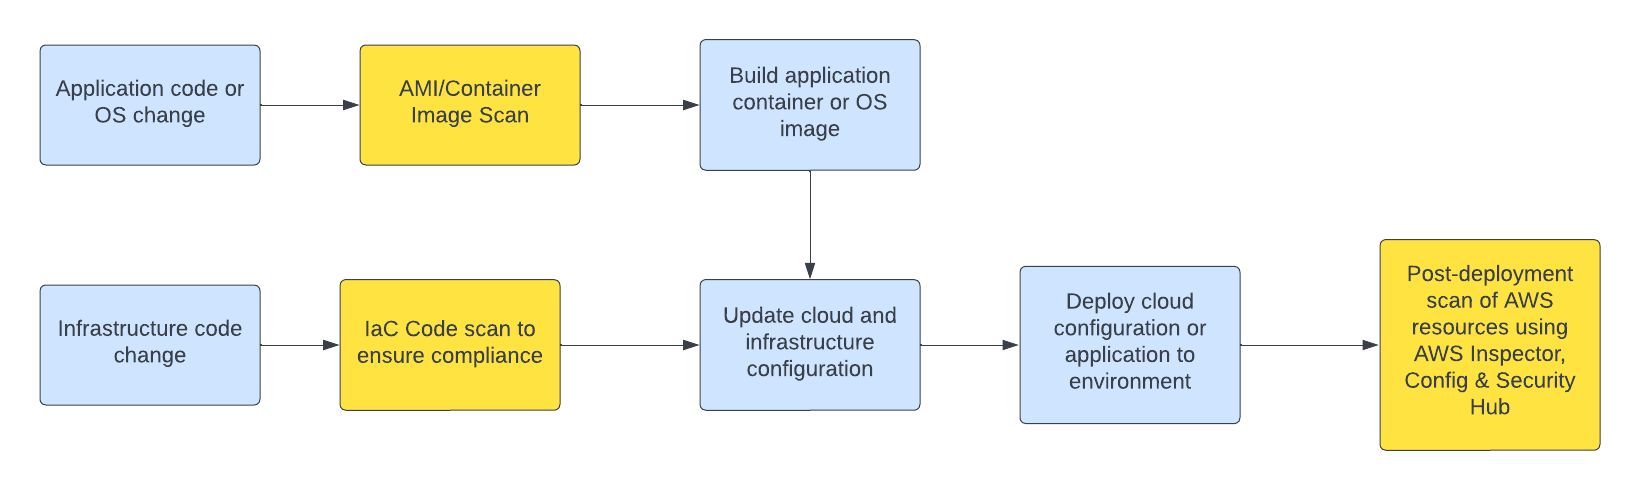 Application code or
OS change
AMI/Container
Image Scan
Build application
container or OS
image
Infrastructure code
change
IaC Code scan to
ensure compliance
Update cloud and
infrastructure
configuration
Deploy cloud
configuration or
application to
environment
Post-deployment
scan of AWS
resources using
AWS Inspector,
Config & Security
Hub